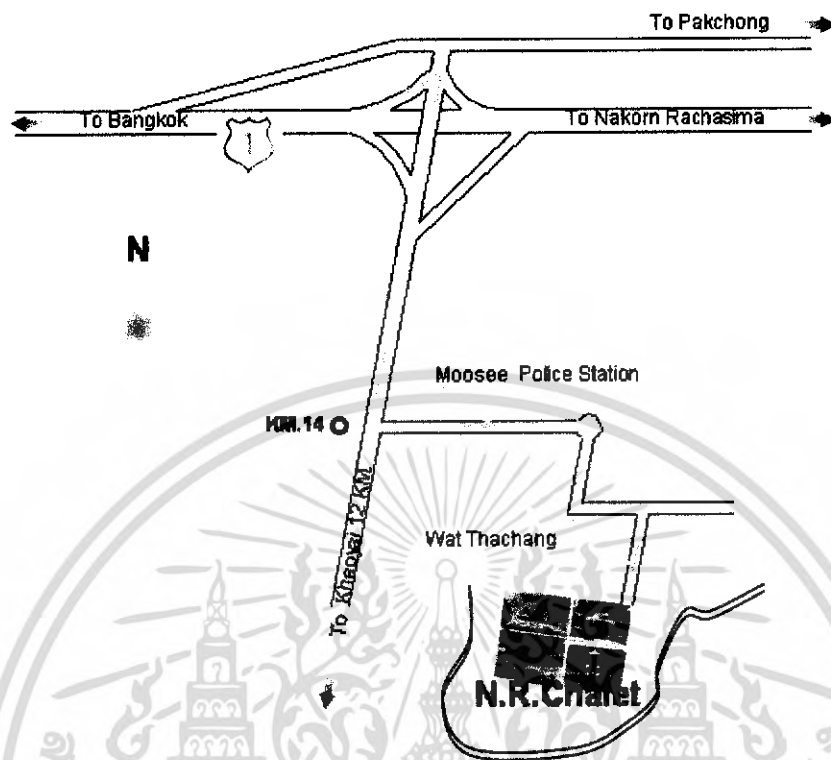 To Pakchong
To Bangkok
To Nakorn Rachasima
1
N
Moosee Police Station
KM.14
To Khaoyai 12 KM
Wat Thachang
N.R.Chalet